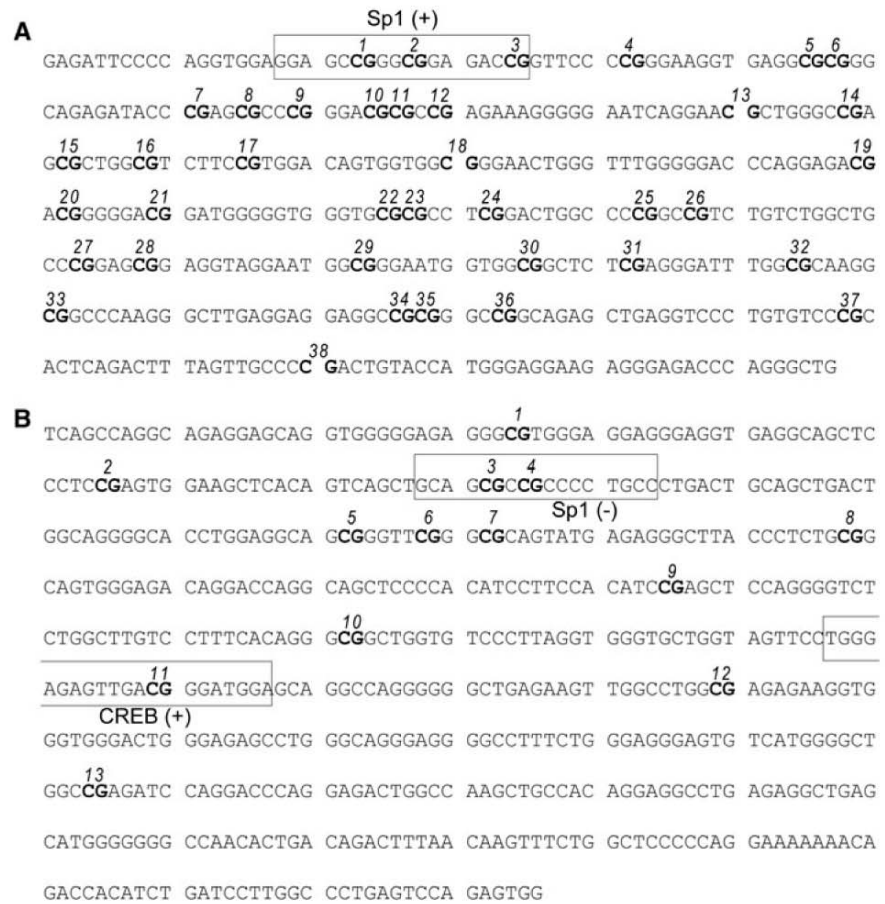 A
Sp1 (+)
1 2 3 4 5 6
GAGATTCCCC AGGTGGAGGA GCCGGGCGGA GACCGGTTCC CCGGGAAGGT GAGGCGCGGG
7 8 9 10 11 12 13 14
CAGAGATACC CGAGCGCCCG GGACGCGCCG AGAAAGGGGG AATCAGGAAC GCTGGGCCGA
15 16 17 18 19
GCGCTGGCGT CTTCCGTGGA CAGTGGTGGC GGGAACTGGG TTTGGGGGAC CCAGGAGACG
20 21 22 23 24 25 26
ACGGGGGACG GATGGGGGTG GGTGCGCGCC TCGGACTGGC CCCGGCCGTC TGTCTGGCTG
27 28 29 30 31 32
CCCGGAGCGG AGGTAGGAAT GGCGGGAATG GTGGCGGCTC TCGAGGGATT TGGCGCAAGG
33 34 35 36 37
CGGCCCAAGG GCTTGAGGAG GAGGCCGCGG GCCGGCAGAG CTGAGGTCCC TGTGTCCCGC
38
ACTCAGACTT TAGTTGCCCC GACTGTACCA TGGGAGGAAG AGGGAGACCC AGGGCTG
B
1
TCAGCCAGGC AGAGGAGCAG GTGGGGGAGA GGGCGTGGGA GGAGGGAGGT GAGGCAGCTC
2 3 4
CCTCCGAGTG GAAGCTCACA GTCAGCTGCA GCGCCGCCCC TGCCCTGACT GCAGCTGACT
Sp1 (-)
5 6 7 8
GGCAGGGGCA CCTGGAGGCA GCGGGTTCGG GCGCAGTATG AGAGGGCTTA CCCTCTGCGG
9
CAGTGGGAGA CAGGACCAGG CAGCTCCCCA CATCCTTCCA CATCCGAGCT CCAGGGGTCT
10
CTGGCTTGTC CTTTCACAGG GCGGCTGGTG TCCCTTAGGT GGGTGCTGGT AGTTCCTGGG
11 12
AGAGTTGACG GGATGGAGCA GGCCAGGGGG GCTGAGAAGT TGGCCTGGCG AGAGAAGGTG
CREB (+)
GGTGGGACTG GGAGAGCCTG GGCAGGGAGG GGCCTTTCTG GGAGGGAGTG TCATGGGGCT
13
GGCCGAGATC CAGGACCCAG GAGACTGGCC AAGCTGCCAC AGGAGGCCTG AGAGGCTGAG
CATGGGGGGG CCAACACTGA CAGACTTTAA CAAGTTTCTG GCTCCCCCAG GAAAAAAACA
GACCACATCT GATCCTTGGC CCTGAGTCCA GAGTGG